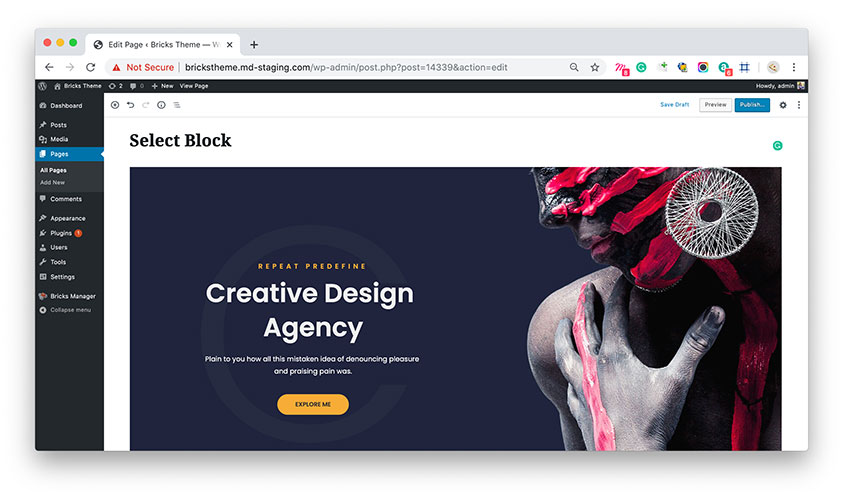 Edit Page ‹ Bricks Theme — W
Not Secure | brickstheme.md-staging.com/wp-admin/post.php?post=14339&action=edit
8
8
Bricks Theme 2 0 New View Page Howdy, admin
Dashboard
Posts
Media
Pages
All Pages
Add New
Comments
Appearance
Plugins 1
Users
Tools
Settings
Bricks Manager
Collapse menu
Save Draft Preview Publish...
Select Block
REPEAT PREDEFINE
Creative Design
Agency
Plain to you how all this mistaken idea of denouncing pleasure
and praising pain was.
EXPLORE ME